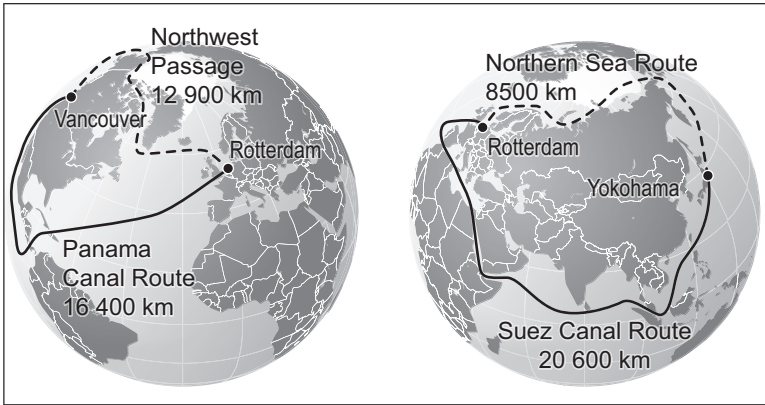 Northwest
Passage
12 900 km
Vancouver
Rotterdam
Panama
Canal Route
16 400 km
Northern Sea Route
8500 km
Rotterdam
Yokohama
Suez Canal Route
20 600 km